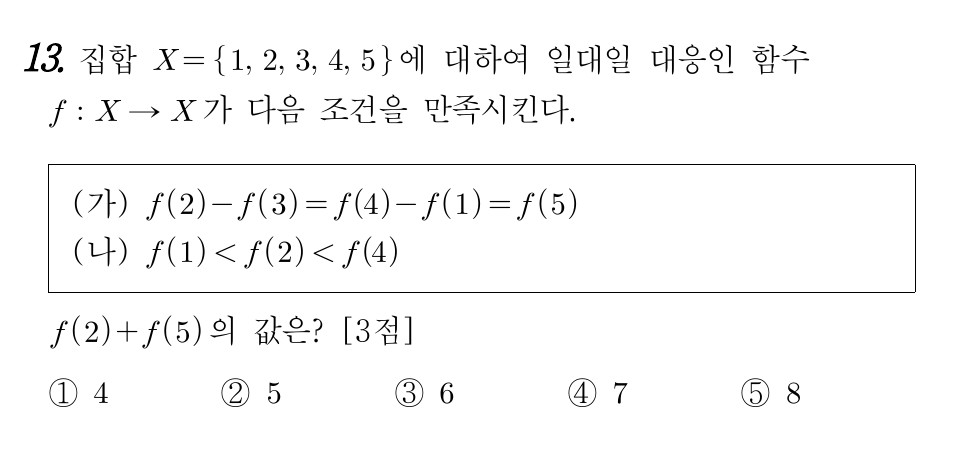 13. 집합 X={1, 2, 3, 4, 5}에 대하여 일대일 대응인 함수
f : X → X가 다음 조건을 만족시킨다.
(가) f(2)−f(3)=f(4)−f(1)=f(5)
(나) f(1)<f(2)<f(4)
f(2)+f(5)의 값은? [3점]
① 4 ② 5 ③ 6 ④ 7 ⑤ 8